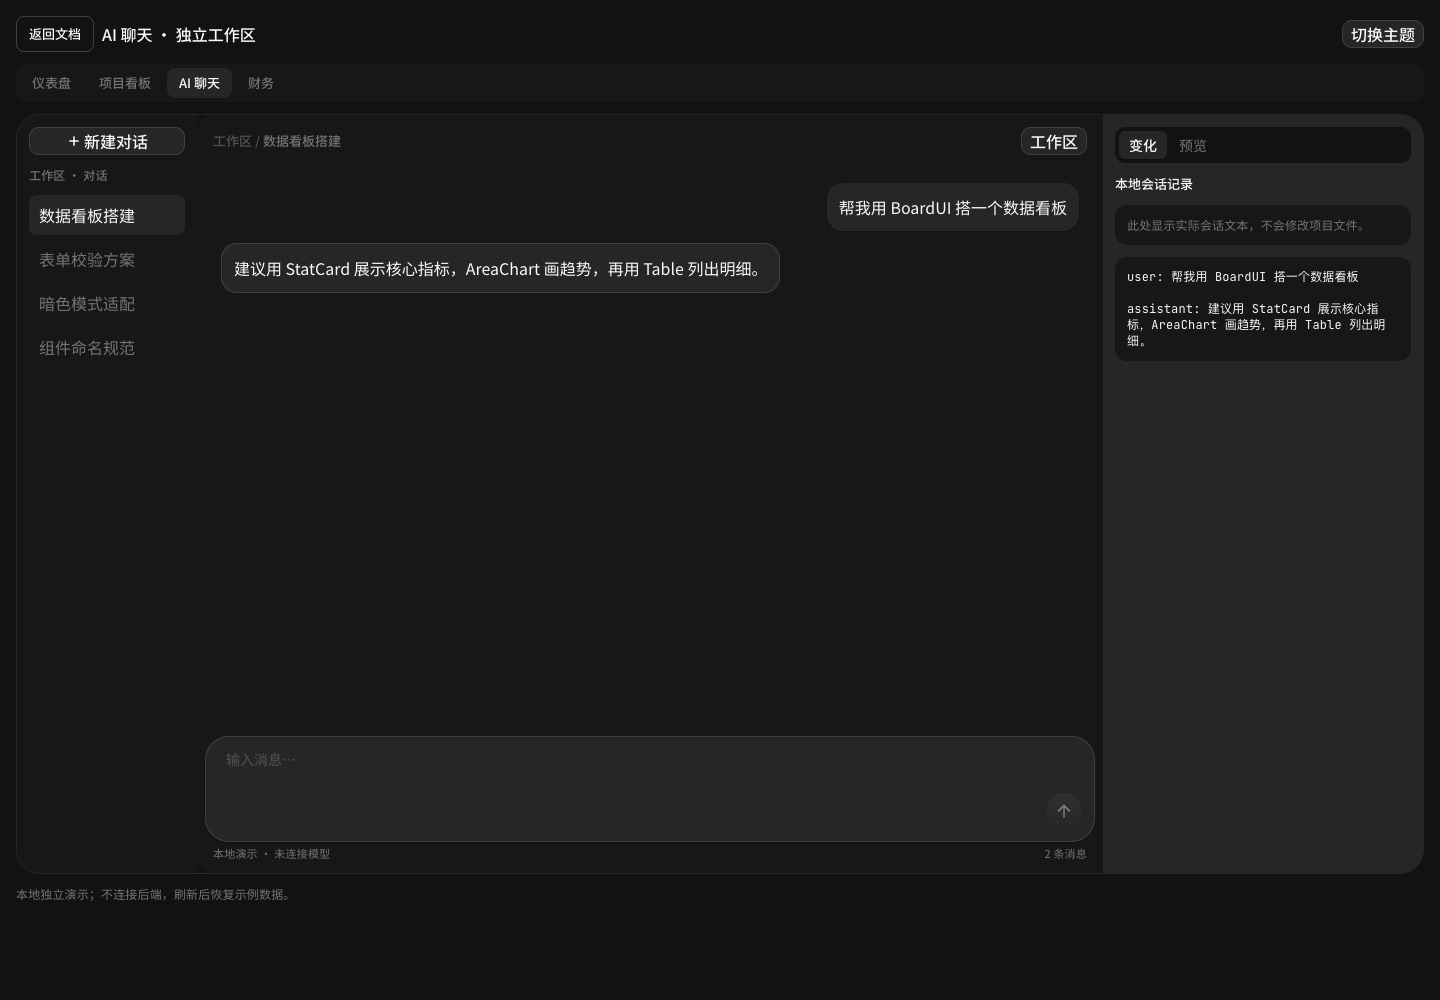 返回文档
AI 聊天 · 独立工作区
切换主题
仪表盘
项目看板
AI 聊天
财务
+ 新建对话
工作区 · 对话
数据看板搭建
表单校验方案
暗色模式适配
组件命名规范
工作区 / 数据看板搭建
工作区
帮我用 BoardUI 搭一个数据看板
建议用 StatCard 展示核心指标，AreaChart 画趋势，再用 Table 列出明细。
输入消息…
本地演示 · 未连接模型
2 条消息
变化
预览
本地会话记录
此处显示实际会话文本，不会修改项目文件。
user: 帮我用 BoardUI 搭一个数据看板
assistant: 建议用 StatCard 展示核心指
标，AreaChart 画趋势，再用 Table 列出明
细。
本地独立演示；不连接后端，刷新后恢复示例数据。